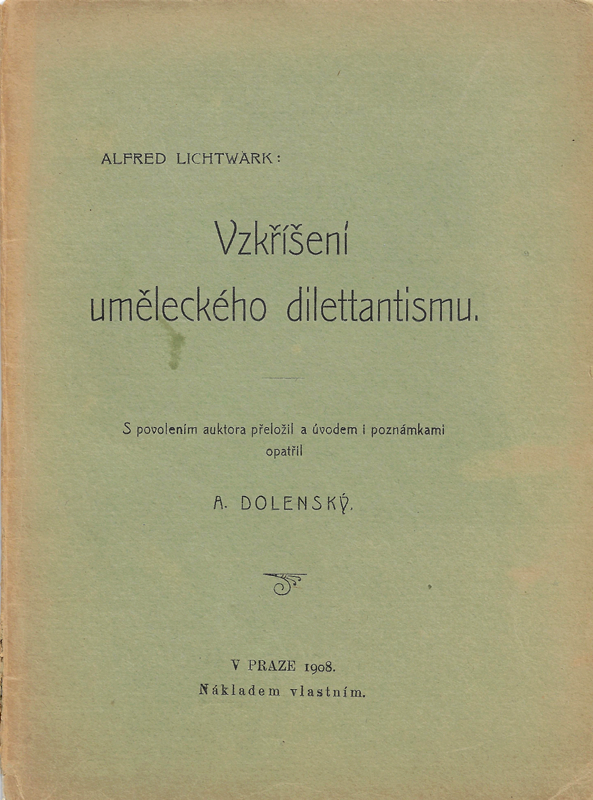 ALFRED LICHTWARK:
Vzkříšení
uměleckého dilettantismu.
S povolením auktora přeložil a úvodem i poznámkami
opatřil
A. DOLENSKÝ.
V PRAZE 1908.
Nákladem vlastním.